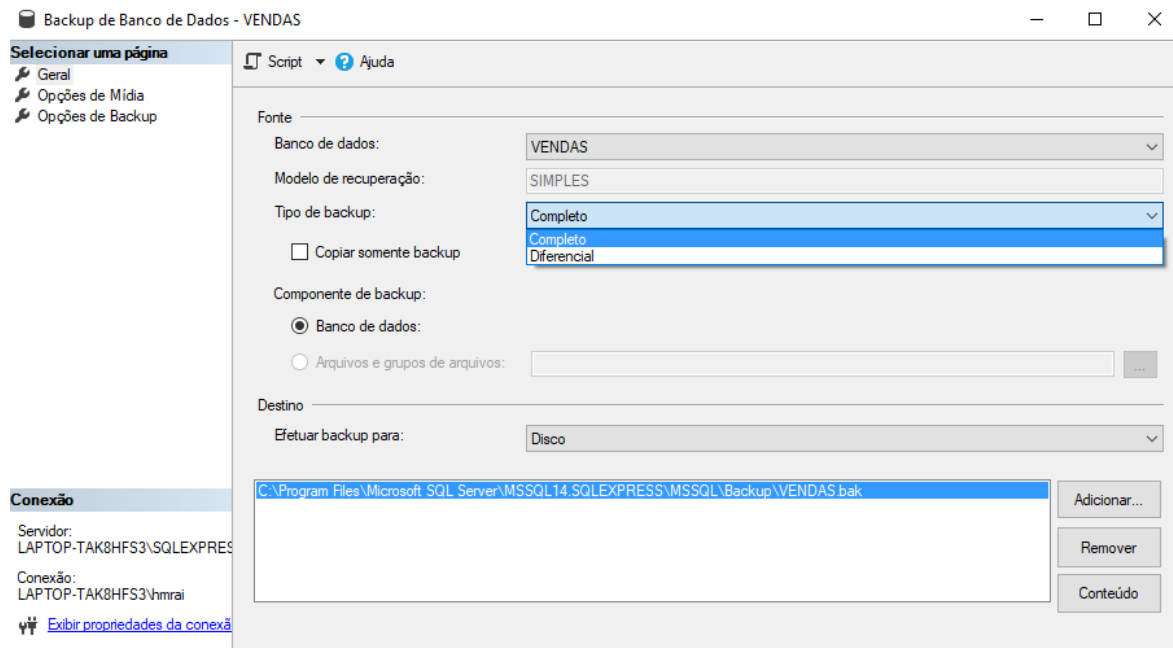 Backup de Banco de Dados - VENDAS
Selecionar uma página
Geral
Opções de Mídia
Opções de Backup
Script
Ajuda
Fonte
Banco de dados:
VENDAS
Modelo de recuperação:
SIMPLES
Tipo de backup:
Completo
Completo
Diferencial
Copiar somente backup
Componente de backup:
Banco de dados:
Arquivos e grupos de arquivos:
...
Destino
Efetuar backup para:
Disco
C:\Program Files\Microsoft SQL Server\MSSQL14.SQLEXPRESS\MSSQL\Backup\VENDAS.bak
Adicionar...
Remover
Conteúdo
Conexão
Servidor:
LAPTOP-TAK8HFS3\SQLEXPRES
Conexão:
LAPTOP-TAK8HFS3\hmrai
Exibir propriedades da conexã